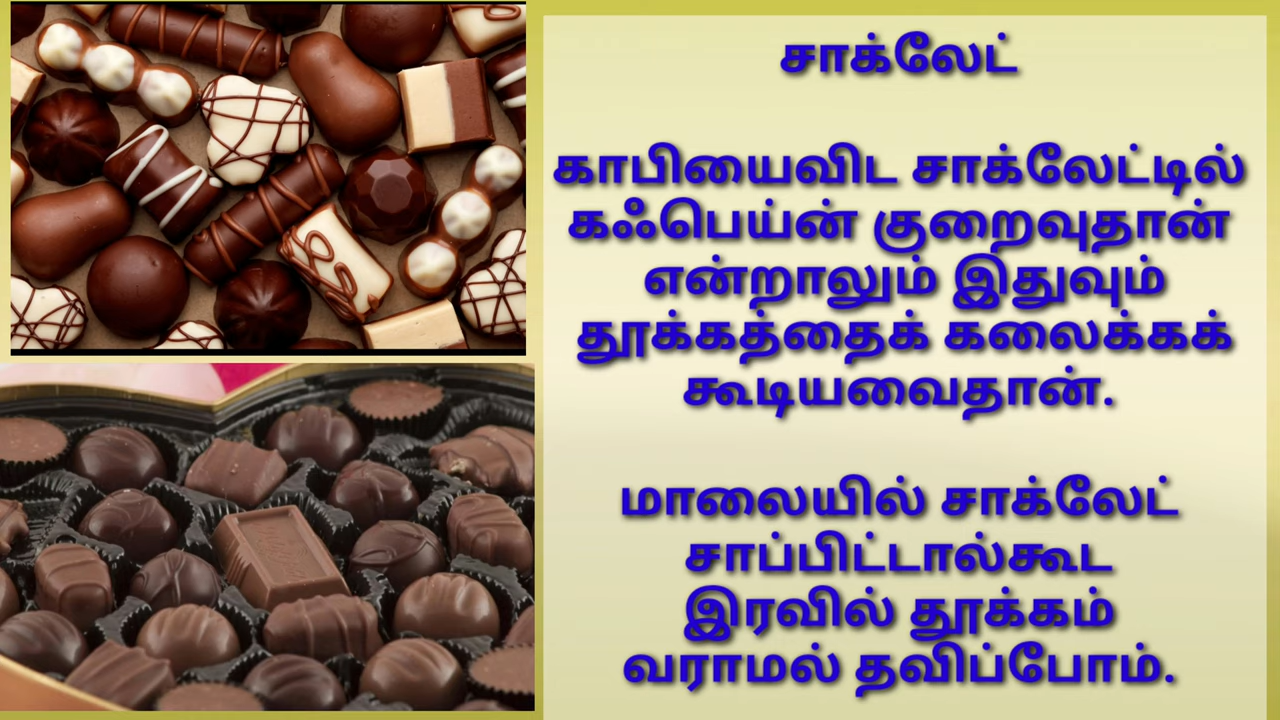 சாக்லேட்
காபியைவிட சாக்லேட்டில்
கஃபெய்ன் குறைவுதான்
என்றாலும் இதுவும்
தூக்கத்தைக் கலைக்கக்
கூடியவைதான்.
மாலையில் சாக்லேட்
சாப்பிட்டால்கூட
இரவில் தூக்கம்
வராமல் தவிப்போம்.